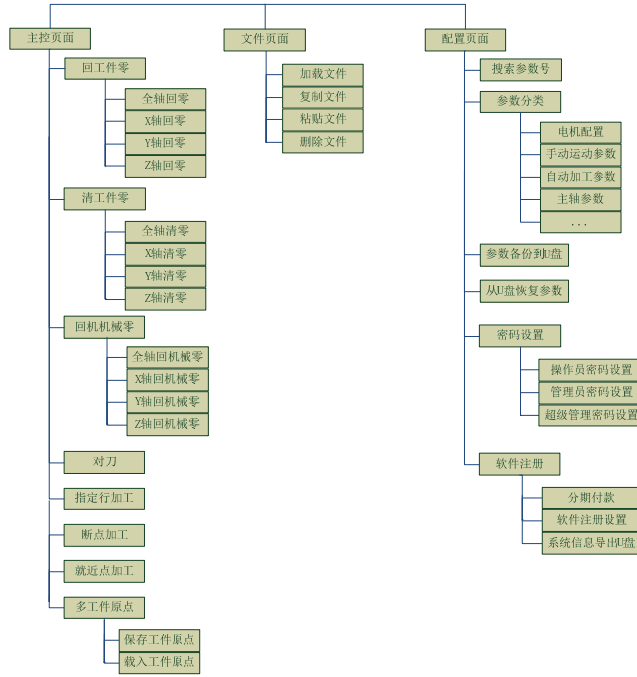 主控页面
回工件零
全轴回零
X轴回零
Y轴回零
Z轴回零
清工件零
全轴清零
X轴清零
Y轴清零
Z轴清零
回机机械零
全轴回机械零
X轴回机械零
Y轴回机械零
Z轴回机械零
对刀
指定行加工
断点加工
就近点加工
多工件原点
保存工件原点
载入工件原点
文件页面
加载文件
复制文件
粘贴文件
删除文件
配置页面
搜索参数号
参数分类
电机配置
手动运动参数
自动加工参数
主轴参数
...
参数备份到U盘
从U盘恢复参数
密码设置
操作员密码设置
管理员密码设置
超级管理密码设置
软件注册
分期付款
软件注册设置
系统信息导出U盘